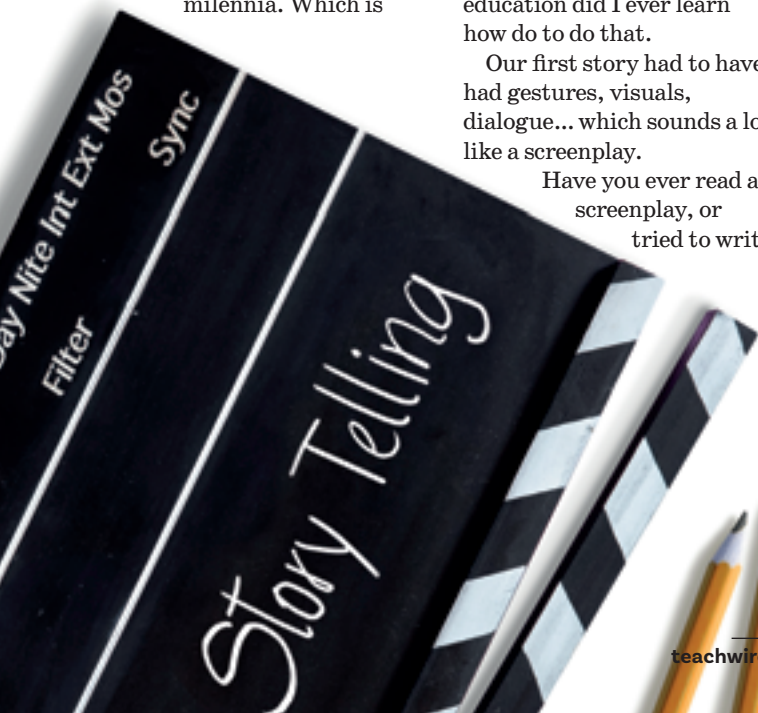 milennia. Which is
education did I ever learn
how do to do that.
Our first story had to have
had gestures, visuals,
dialogue... which sounds a lo
like a screenplay.
Have you ever read a
screenplay, or
tried to writ
Day Nite Int Ext Mos
Sync
Filter
Story Telling
teachwir